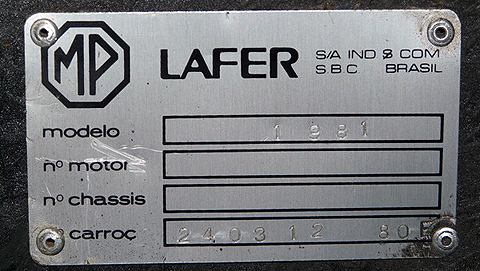 MP LAFER S/A IND & COM
SBC BRASIL
modelo 1981
nº motor
nº chassis
carroç 240312 80